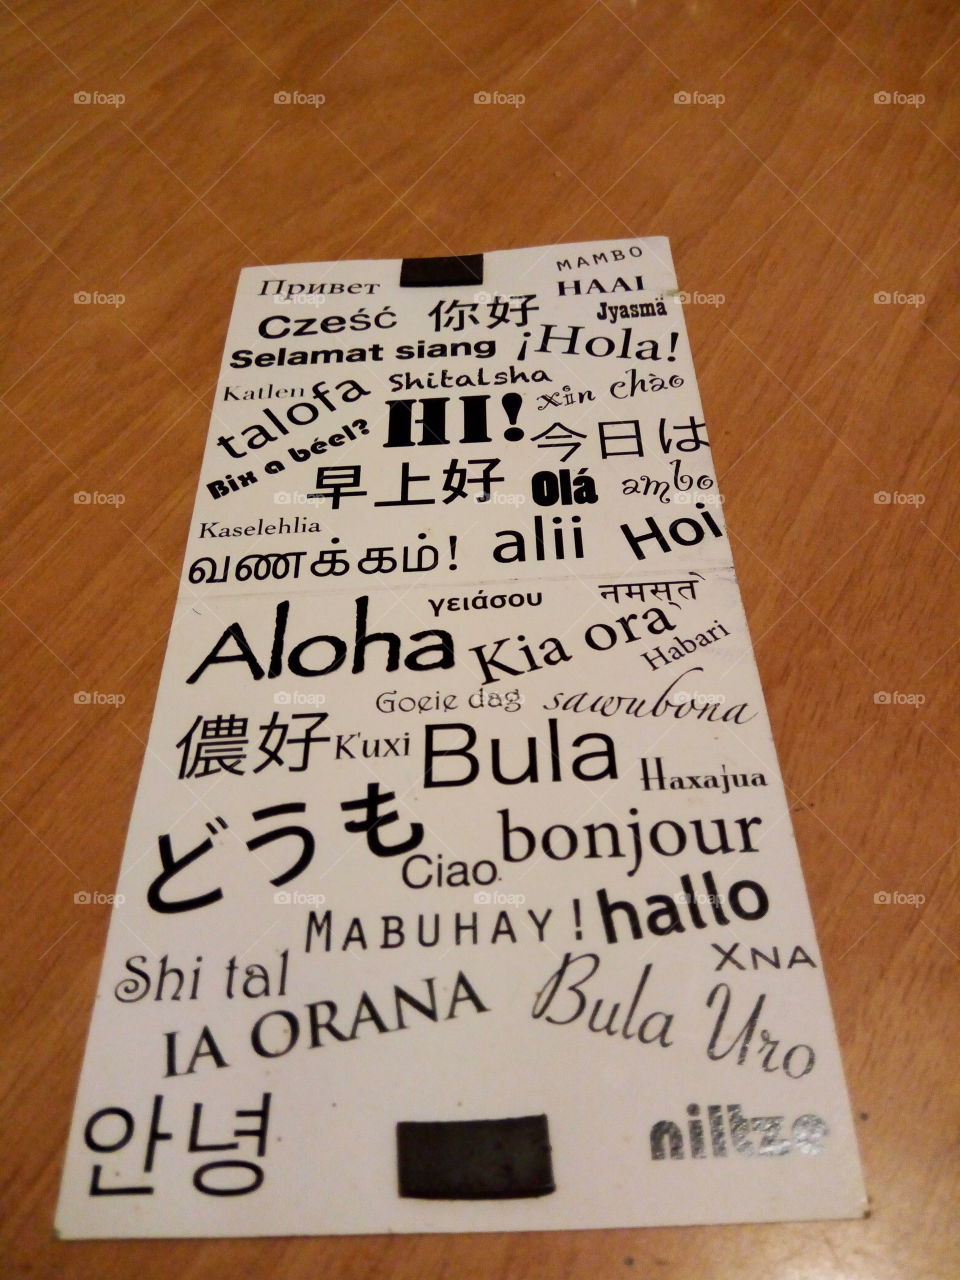 Привет
MAMBO
HAAI
Cześć 你好 Jyasmä
Selamat siang ¡Hola!
Katlen Shitalsha
talofa HI! xin chào
Bix a béel? 今日は
早上好 Olá ambo
Kaselehlia
வணக்கம்! alii Hoi
Aloha γειάσου नमस्ते
Kia ora Habari
Goeie dag sawubona
儂好 K'uxi Bula Haxajua
どうも bonjour
Ciao
MABUHAY! hallo
Shi tal XNA
IA ORANA Bula Uro
안녕 niltze
foap